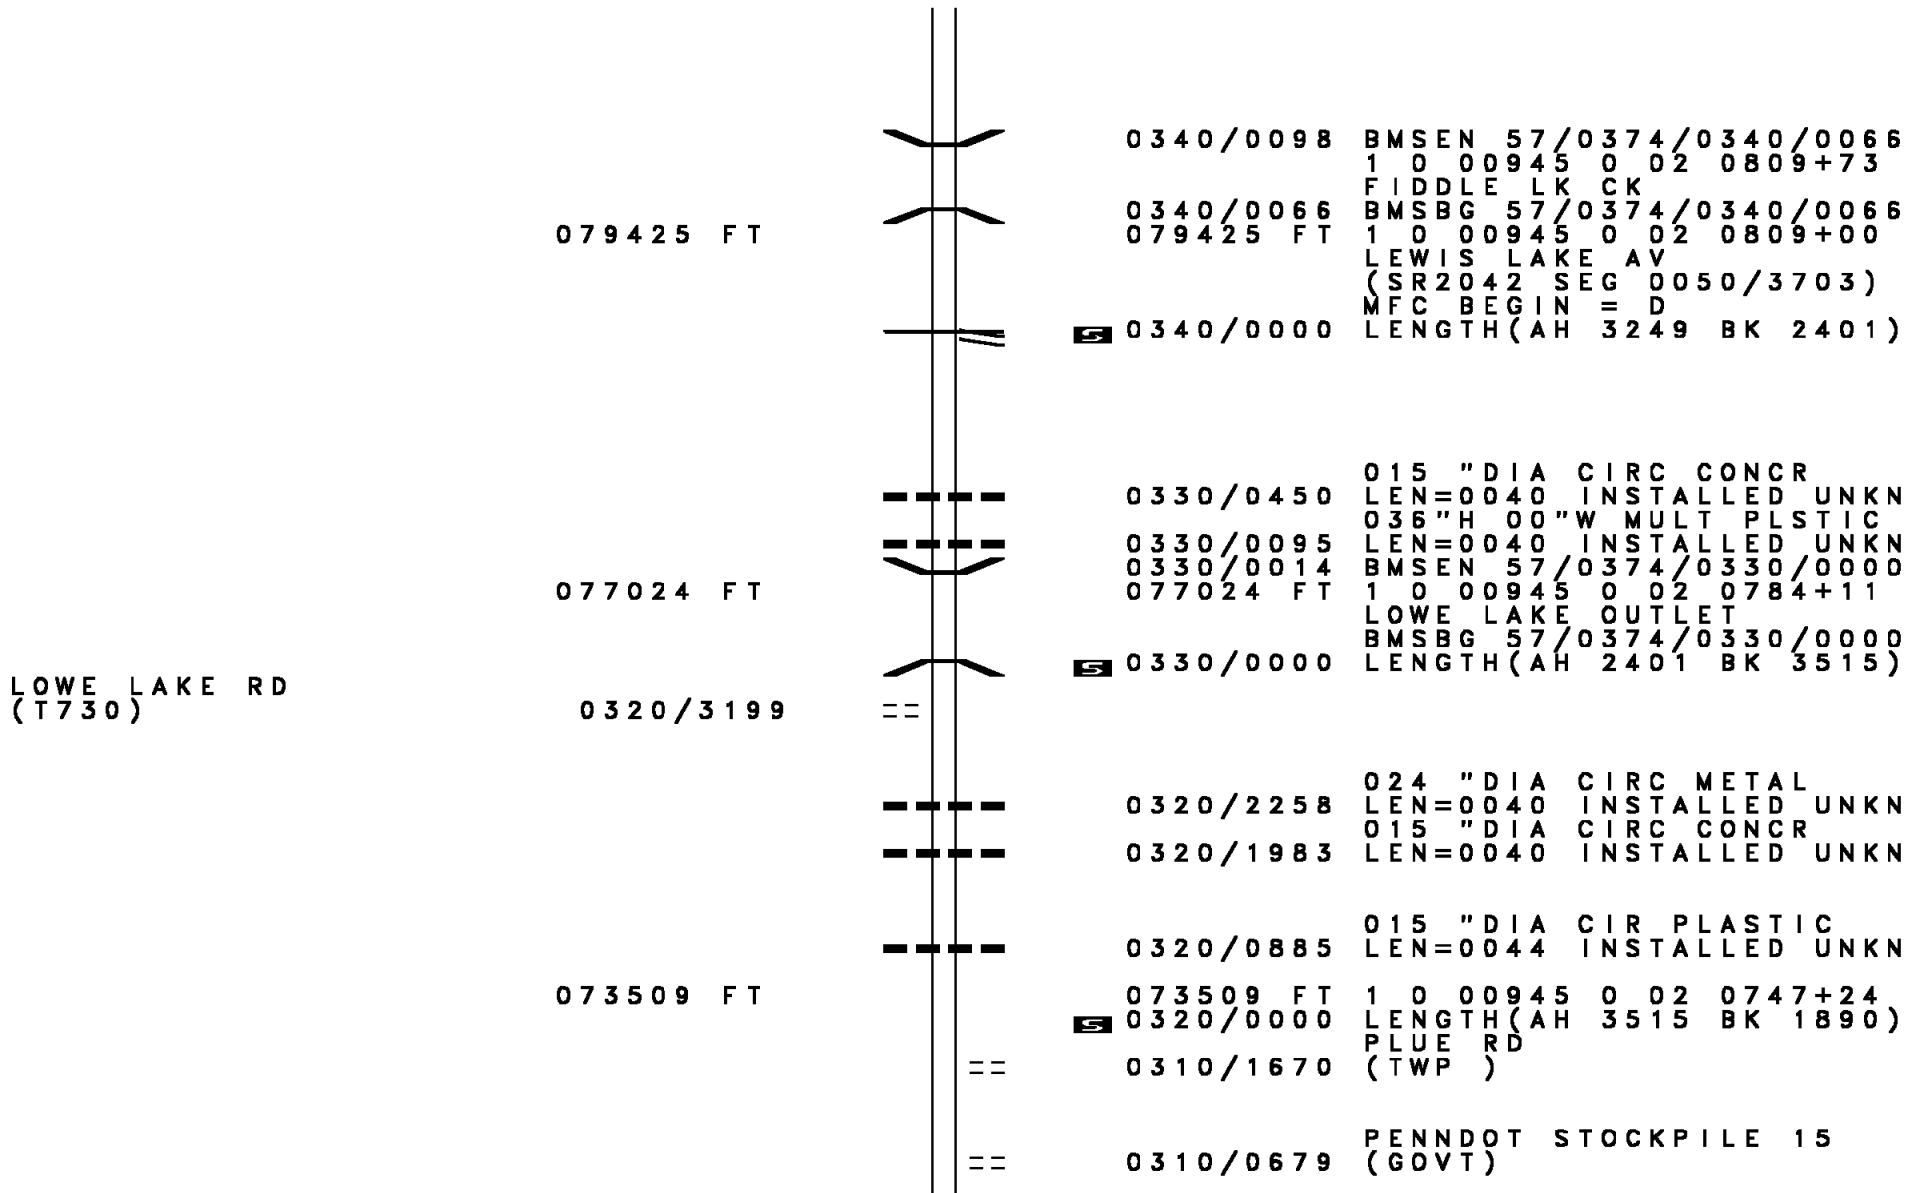 0340/0098 BMSEN 57/0374/0340/0066
1 0 00945 0 02 0809+73
FIDDLE LK CK
0340/0066 BMSBG 57/0374/0340/0066
079425 FT 079425 FT 1 0 00945 0 02 0809+00
LEWIS LAKE AV
(SR2042 SEG 0050/3703)
MFC BEGIN = D
S 0340/0000 LENGTH(AH 3249 BK 2401)
015 "DIA CIRC CONCR
0330/0450 LEN=0040 INSTALLED UNKN
036"H 00"W MULT PLSTIC
0330/0095 LEN=0040 INSTALLED UNKN
0330/0014 BMSEN 57/0374/0330/0000
077024 FT 077024 FT 1 0 00945 0 02 0784+11
LOWE LAKE OUTLET
BMSBG 57/0374/0330/0000
S 0330/0000 LENGTH(AH 2401 BK 3515)
LOWE LAKE RD
(T730) 0320/3199
024 "DIA CIRC METAL
0320/2258 LEN=0040 INSTALLED UNKN
015 "DIA CIRC CONCR
0320/1983 LEN=0040 INSTALLED UNKN
015 "DIA CIR PLASTIC
0320/0885 LEN=0044 INSTALLED UNKN
073509 FT 073509 FT 1 0 00945 0 02 0747+24
S 0320/0000 LENGTH(AH 3515 BK 1890)
PLUE RD
0310/1670 (TWP )
PENNDOT STOCKPILE 15
0310/0679 (GOVT)